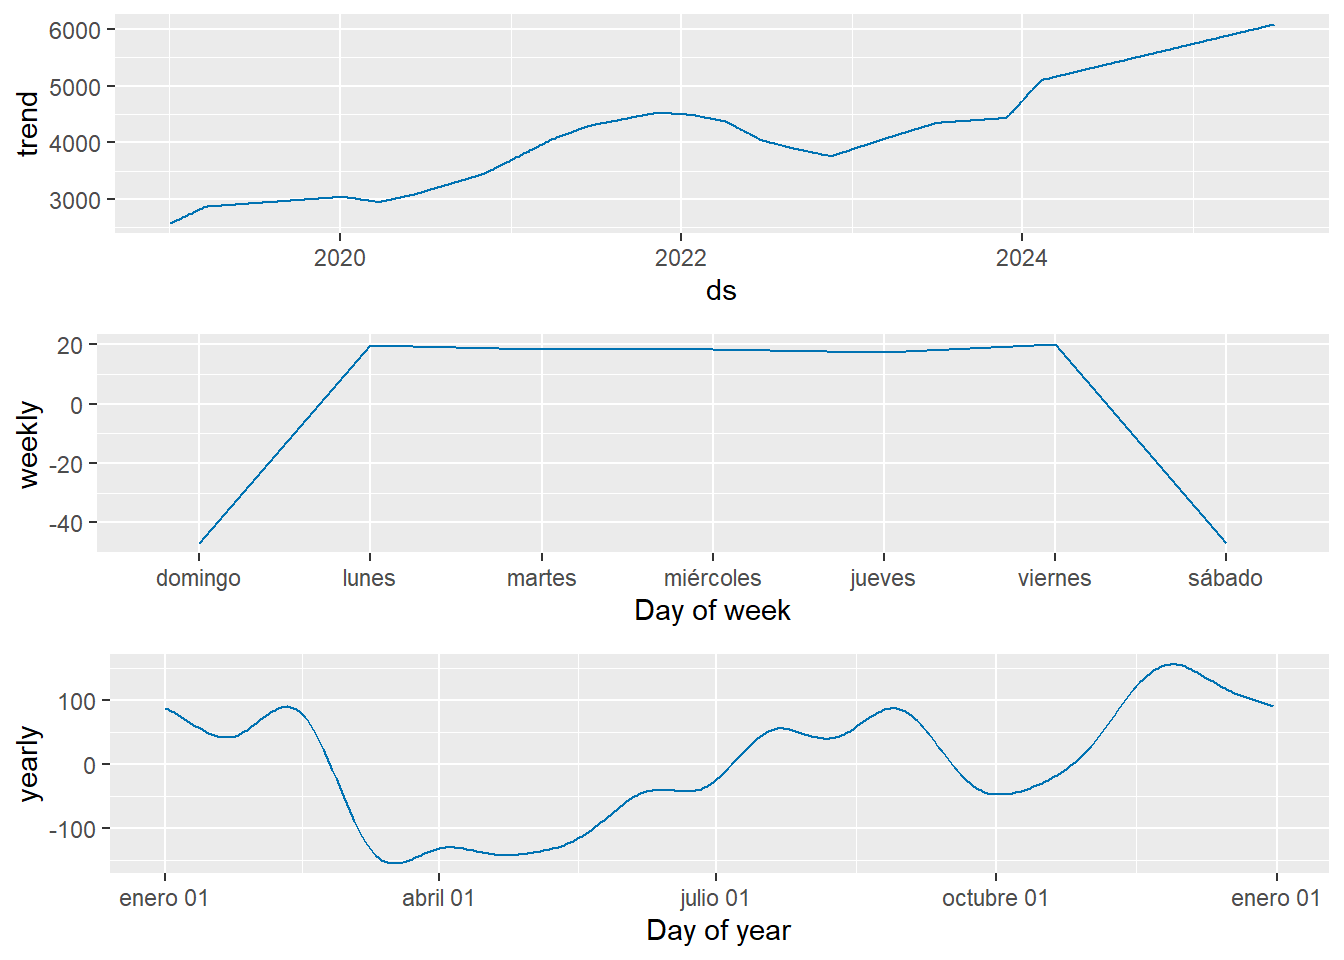 trend
6000
5000
4000
3000
2020 2022 2024
ds
weekly
20
0
-20
-40
domingo lunes martes miércoles jueves viernes sábado
Day of week
yearly
100
0
-100
enero 01 abril 01 julio 01 octubre 01 enero 01
Day of year